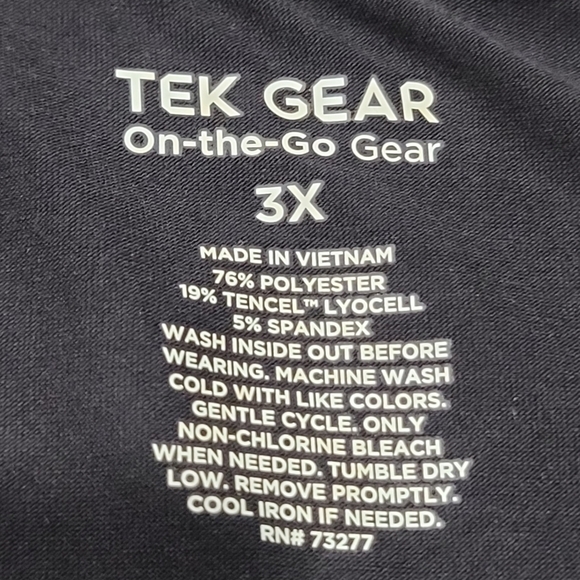 TEK GEAR
On-the-Go Gear
3X
MADE IN VIETNAM
76% POLYESTER
19% TENCEL™ LYOCELL
5% SPANDEX
WASH INSIDE OUT BEFORE
WEARING. MACHINE WASH
COLD WITH LIKE COLORS.
GENTLE CYCLE. ONLY
NON-CHLORINE BLEACH
WHEN NEEDED. TUMBLE DRY
LOW. REMOVE PROMPTLY.
COOL IRON IF NEEDED.
RN# 73277